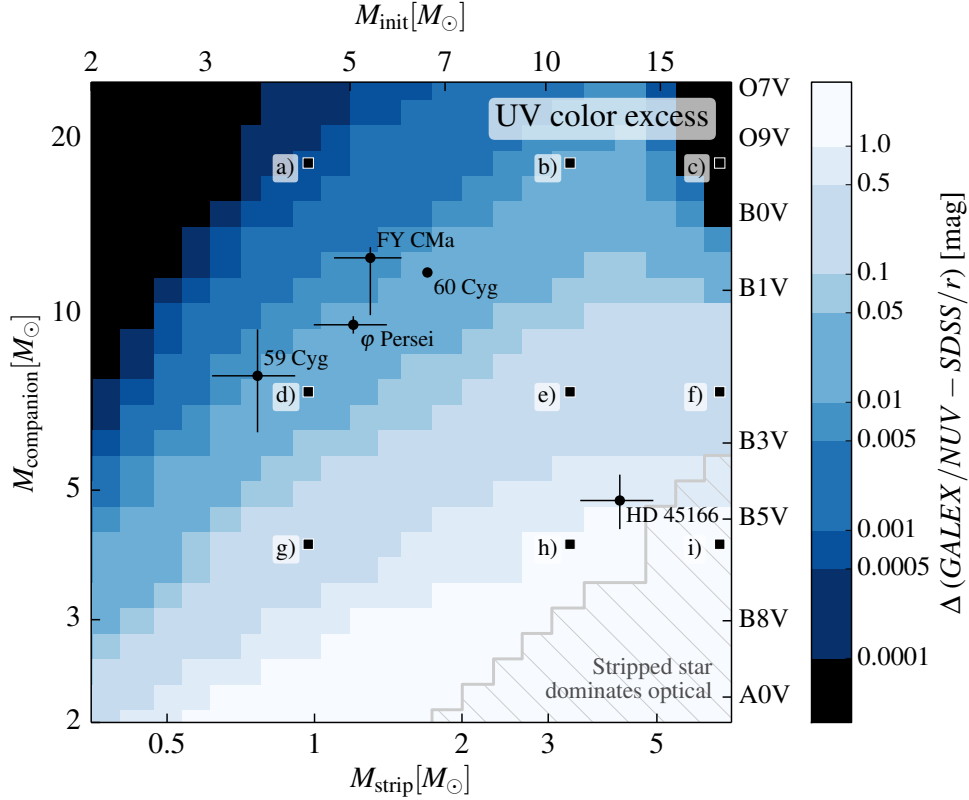 M_init [M_⊙]
2 3 5 7 10 15
UV color excess
20
10
5
3
2
M_companion [M_⊙]
O7V
O9V
B0V
B1V
B3V
B5V
B8V
A0V
a) b) c)
FY CMa
60 Cyg
φ Persei
59 Cyg
d) e) f)
HD 45166
g) h) i)
Stripped star
dominates optical
0.5 1 2 3 5
M_strip [M_⊙]
1.0
0.5
0.1
0.05
0.01
0.005
0.001
0.0005
0.0001
Δ (GALEX/NUV − SDSS/r) [mag]